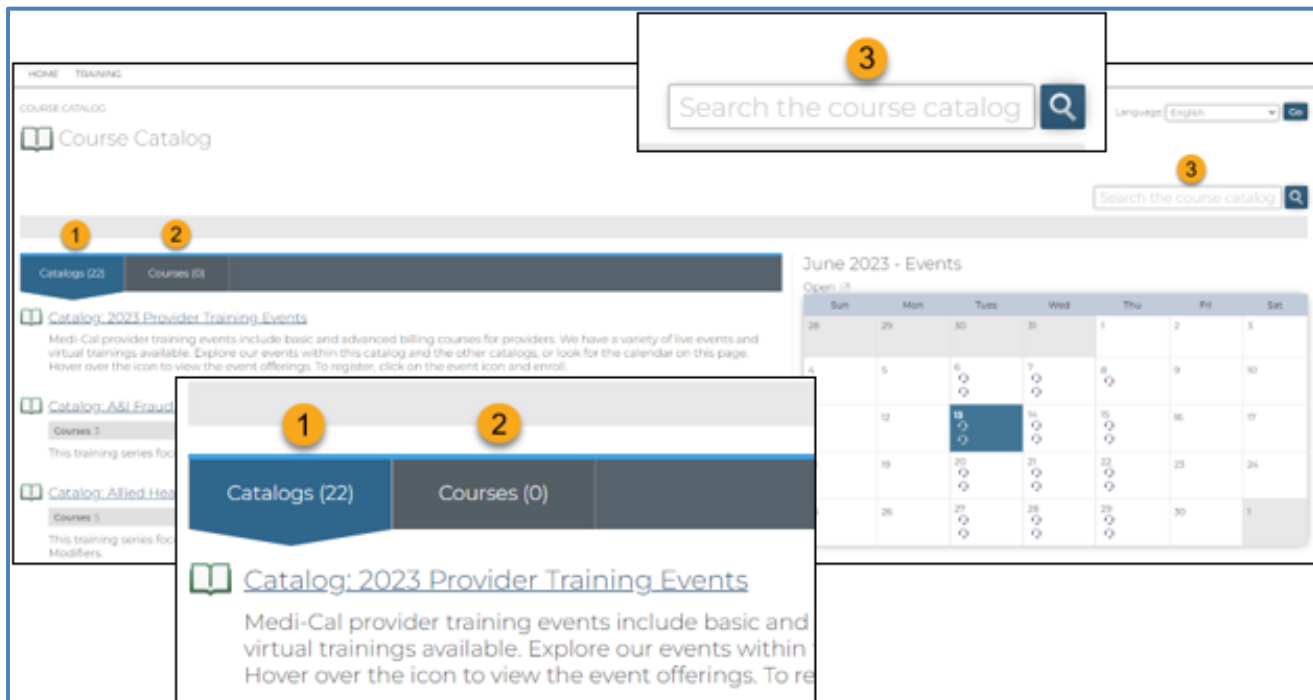 3
Search the course catalog
HOME TRAINING
COURSE CATALOG
Language: English Go
Course Catalog
3
Search the course catalog
1 2
Catalogs (22) Courses (0)
Catalog: 2023 Provider Training Events
Medi-Cal provider training events include basic and advanced billing courses for providers. We have a variety of live events and
virtual trainings available. Explore our events within this catalog and the other catalogs, or look for the calendar on this page.
Hover over the icon to view the event offerings. To register, click on the event icon and enroll.
Catalog: A&I Fraud
Courses: 3
This training series foc
Catalog: Allied Hea
Courses: 5
This training series foc
Modifiers.
June 2023 - Events
Open
Sun Mon Tues Wed Thu Fri Sat
28 29 30 31 1 2 3
4 5 6 7 8 9 10
12 13 14 15 16 17
19 20 21 22 23 24
26 27 28 29 30 1
1 2
Catalogs (22) Courses (0)
Catalog: 2023 Provider Training Events
Medi-Cal provider training events include basic and
virtual trainings available. Explore our events within
Hover over the icon to view the event offerings. To re